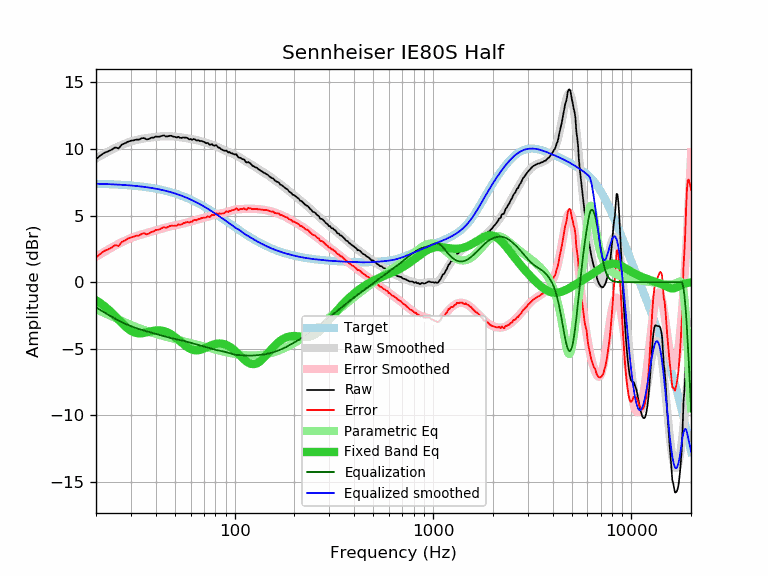 Sennheiser IE80S Half
Amplitude (dBr)
15
10
5
0
−5
−10
−15
Target
Raw Smoothed
Error Smoothed
Raw
Error
Parametric Eq
Fixed Band Eq
Equalization
Equalized smoothed
100
1000
10000
Frequency (Hz)